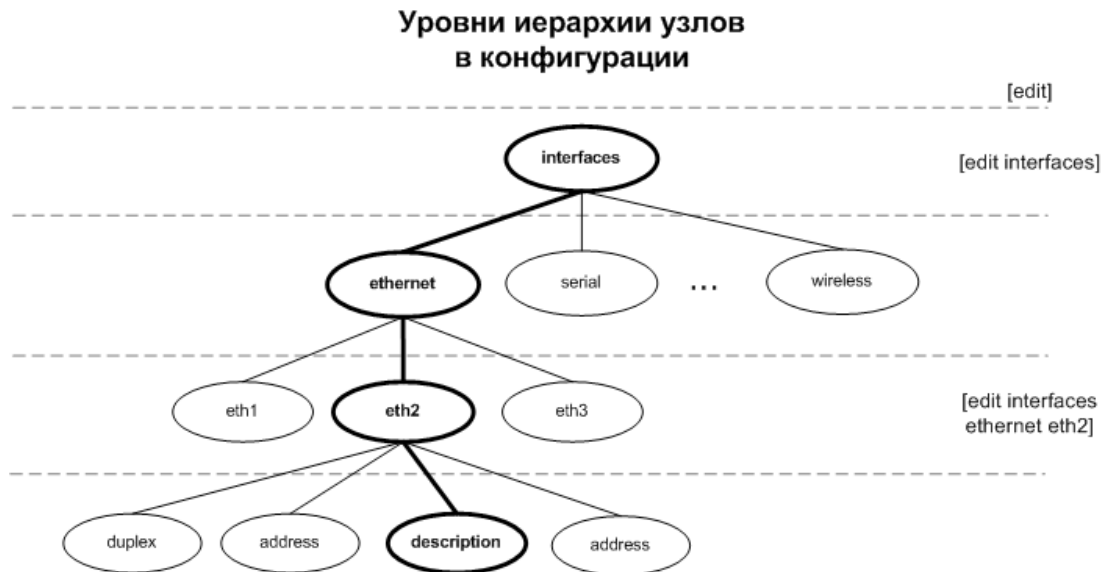 Уровни иерархии узлов
в конфигурации
[edit]
interfaces
[edit interfaces]
ethernet
serial
...
wireless
eth1
eth2
eth3
[edit interfaces
ethernet eth2]
duplex
address
description
address